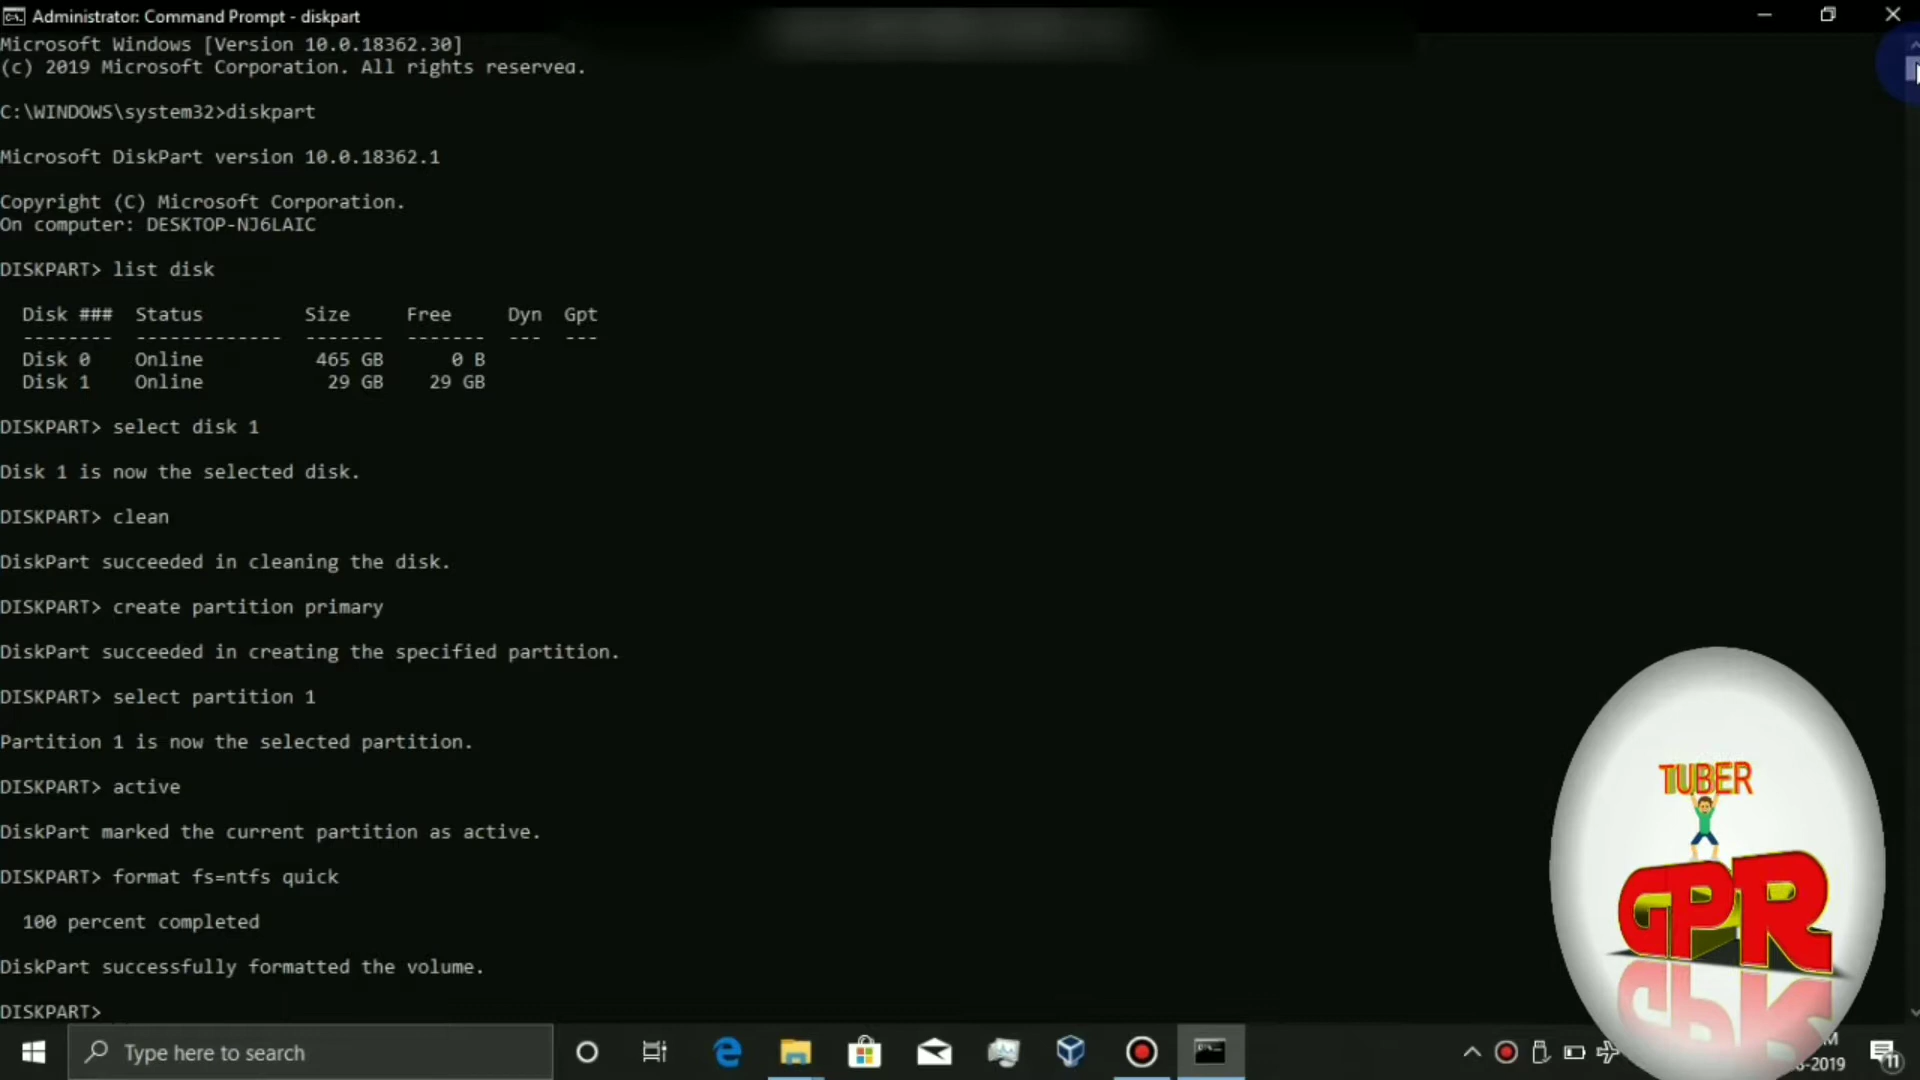 Administrator: Command Prompt - diskpart
Microsoft Windows [Version 10.0.18362.30]
(c) 2019 Microsoft Corporation. All rights reserved.
C:\WINDOWS\system32>diskpart
Microsoft DiskPart version 10.0.18362.1
Copyright (C) Microsoft Corporation.
On computer: DESKTOP-NJ6LAIC
DISKPART> list disk
Disk ### Status Size Free Dyn Gpt
-------- ------------- ------- ------- --- ---
Disk 0 Online 465 GB 0 B
Disk 1 Online 29 GB 29 GB
DISKPART> select disk 1
Disk 1 is now the selected disk.
DISKPART> clean
DiskPart succeeded in cleaning the disk.
DISKPART> create partition primary
DiskPart succeeded in creating the specified partition.
DISKPART> select partition 1
Partition 1 is now the selected partition.
DISKPART> active
DiskPart marked the current partition as active.
DISKPART> format fs=ntfs quick
100 percent completed
DiskPart successfully formatted the volume.
DISKPART>
TUBER
GPR
Type here to search
-2019
11